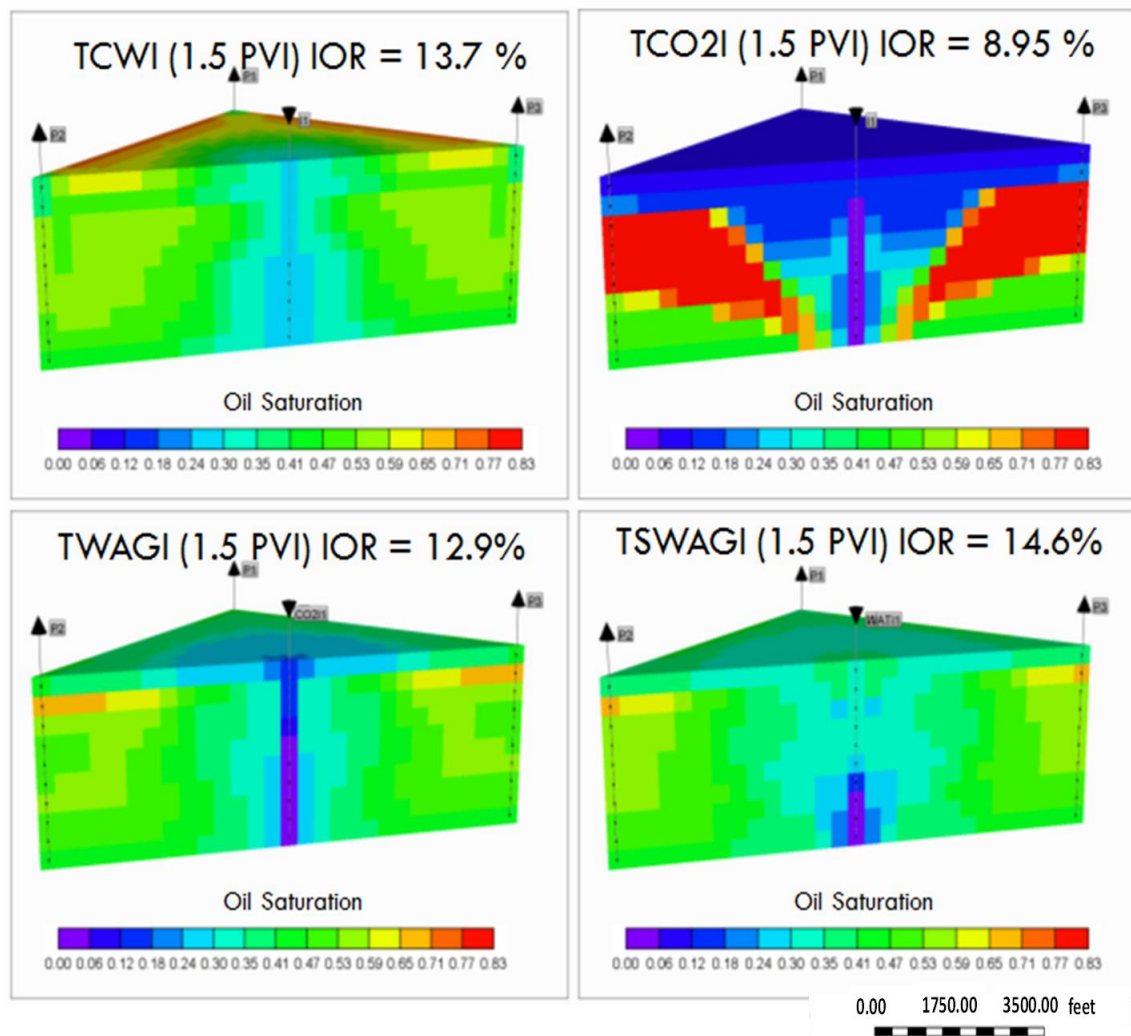 TCWI (1.5 PVI) IOR = 13.7 %
P1
I1
P2
P3
Oil Saturation
0.00 0.06 0.12 0.18 0.24 0.30 0.35 0.41 0.47 0.53 0.59 0.65 0.71 0.77 0.83
TCO2I (1.5 PVI) IOR = 8.95 %
P1
I1
P2
P3
Oil Saturation
0.00 0.06 0.12 0.18 0.24 0.30 0.35 0.41 0.47 0.53 0.59 0.65 0.71 0.77 0.83
TWAGI (1.5 PVI) IOR = 12.9%
P1
CO2I1
P2
P3
Oil Saturation
0.00 0.06 0.12 0.18 0.24 0.30 0.35 0.41 0.47 0.53 0.59 0.65 0.71 0.77 0.83
TSWAGI (1.5 PVI) IOR = 14.6%
P1
WATI1
P2
P3
Oil Saturation
0.00 0.06 0.12 0.18 0.24 0.30 0.35 0.41 0.47 0.53 0.59 0.65 0.71 0.77 0.83
0.00 1750.00 3500.00 feet